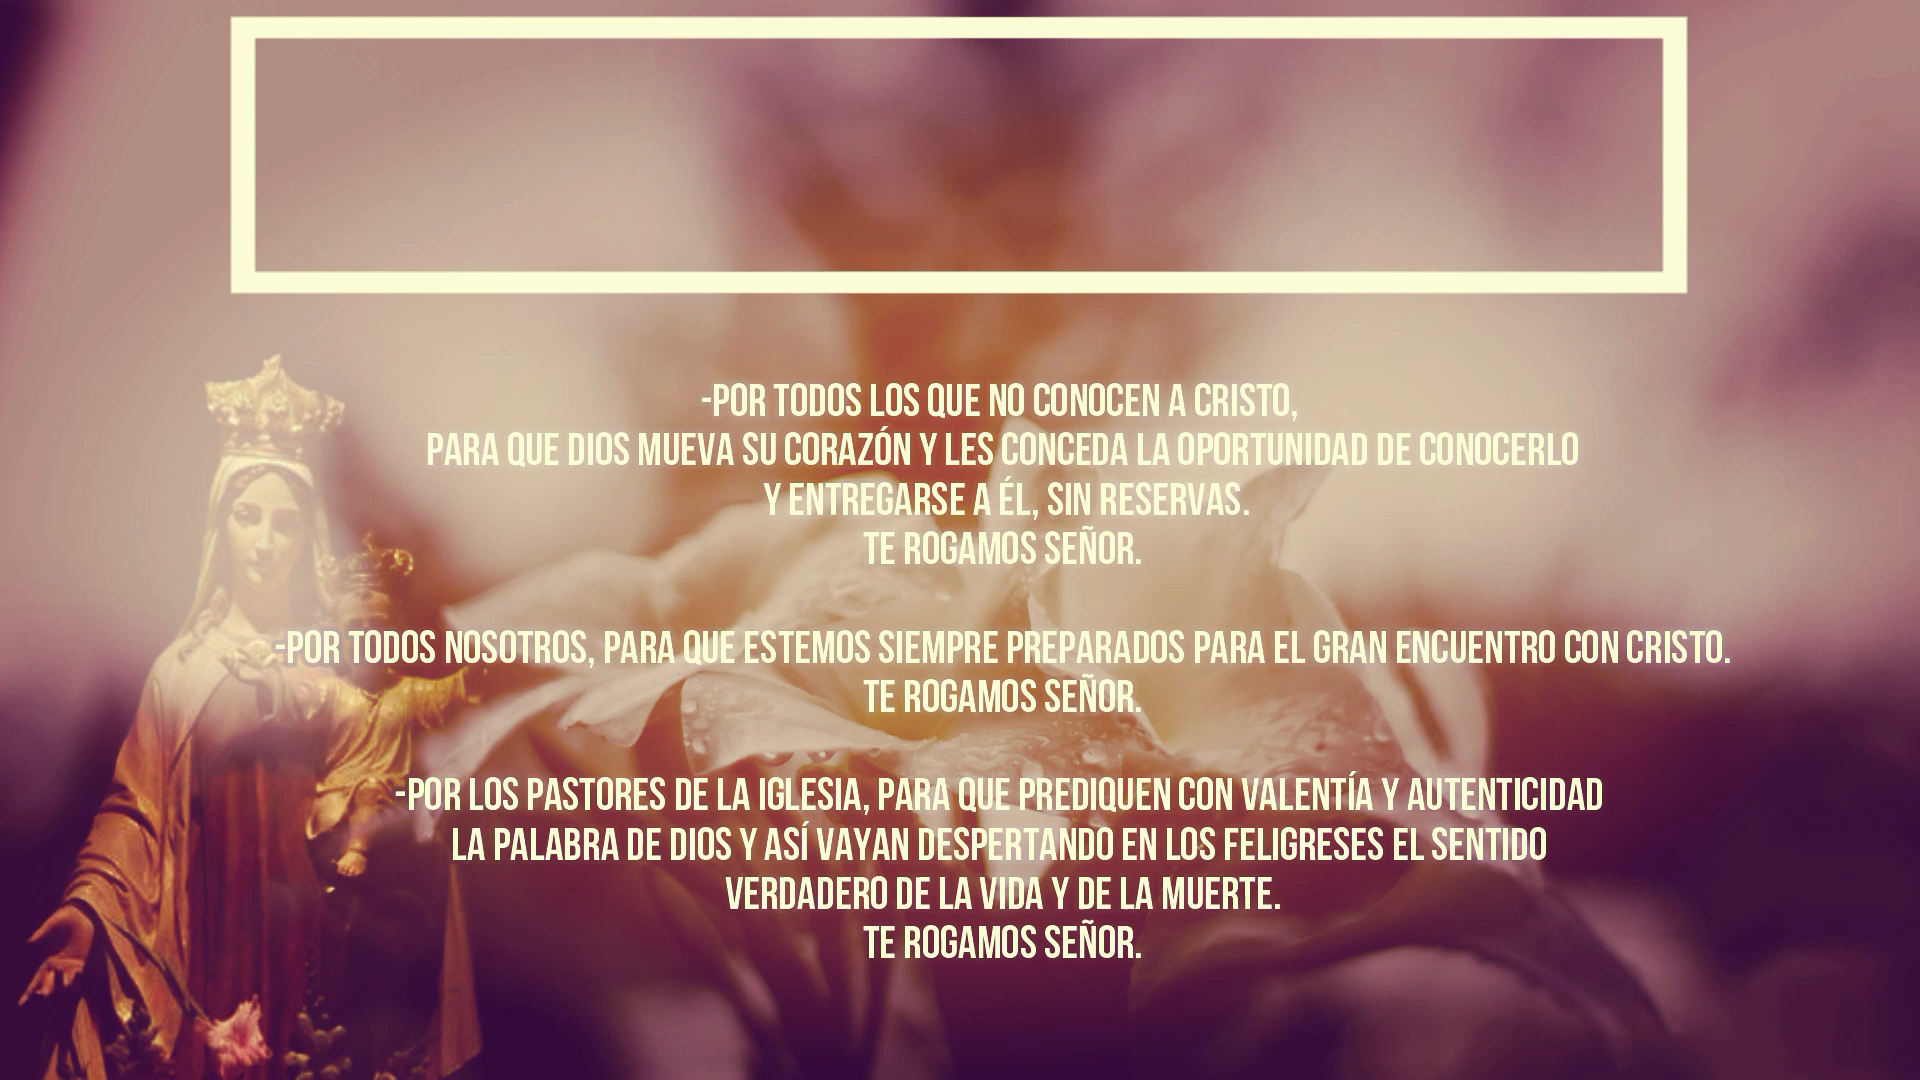 -POR TODOS LOS QUE NO CONOCEN A CRISTO,
PARA QUE DIOS MUEVA SU CORAZÓN Y LES CONCEDA LA OPORTUNIDAD DE CONOCERLO
Y ENTREGARSE A ÉL, SIN RESERVAS.
TE ROGAMOS SEÑOR.
-POR TODOS NOSOTROS, PARA QUE ESTEMOS SIEMPRE PREPARADOS PARA EL GRAN ENCUENTRO CON CRISTO.
TE ROGAMOS SEÑOR.
-POR LOS PASTORES DE LA IGLESIA, PARA QUE PREDIQUEN CON VALENTÍA Y AUTENTICIDAD
LA PALABRA DE DIOS Y ASÍ VAYAN DESPERTANDO EN LOS FELIGRESES EL SENTIDO
VERDADERO DE LA VIDA Y DE LA MUERTE.
TE ROGAMOS SEÑOR.